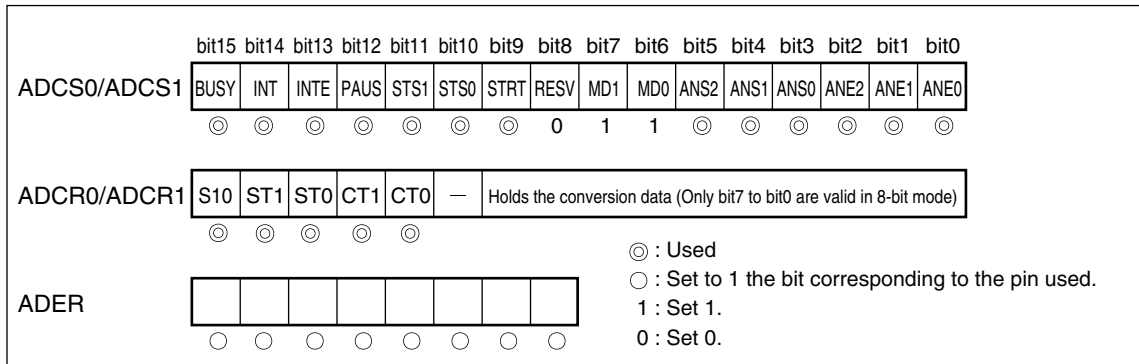 bit15 bit14 bit13 bit12 bit11 bit10 bit9 bit8 bit7 bit6 bit5 bit4 bit3 bit2 bit1 bit0
ADCS0/ADCS1 BUSY INT INTE PAUS STS1 STS0 STRT RESV MD1 MD0 ANS2 ANS1 ANS0 ANE2 ANE1 ANE0
◎ ◎ ◎ ◎ ◎ ◎ ◎ 0 1 1 ◎ ◎ ◎ ◎ ◎ ◎
ADCR0/ADCR1 S10 ST1 ST0 CT1 CT0 — Holds the conversion data (Only bit7 to bit0 are valid in 8-bit mode)
◎ ◎ ◎ ◎ ◎
◎ : Used
○ : Set to 1 the bit corresponding to the pin used.
1 : Set 1.
0 : Set 0.
ADER
○ ○ ○ ○ ○ ○ ○ ○